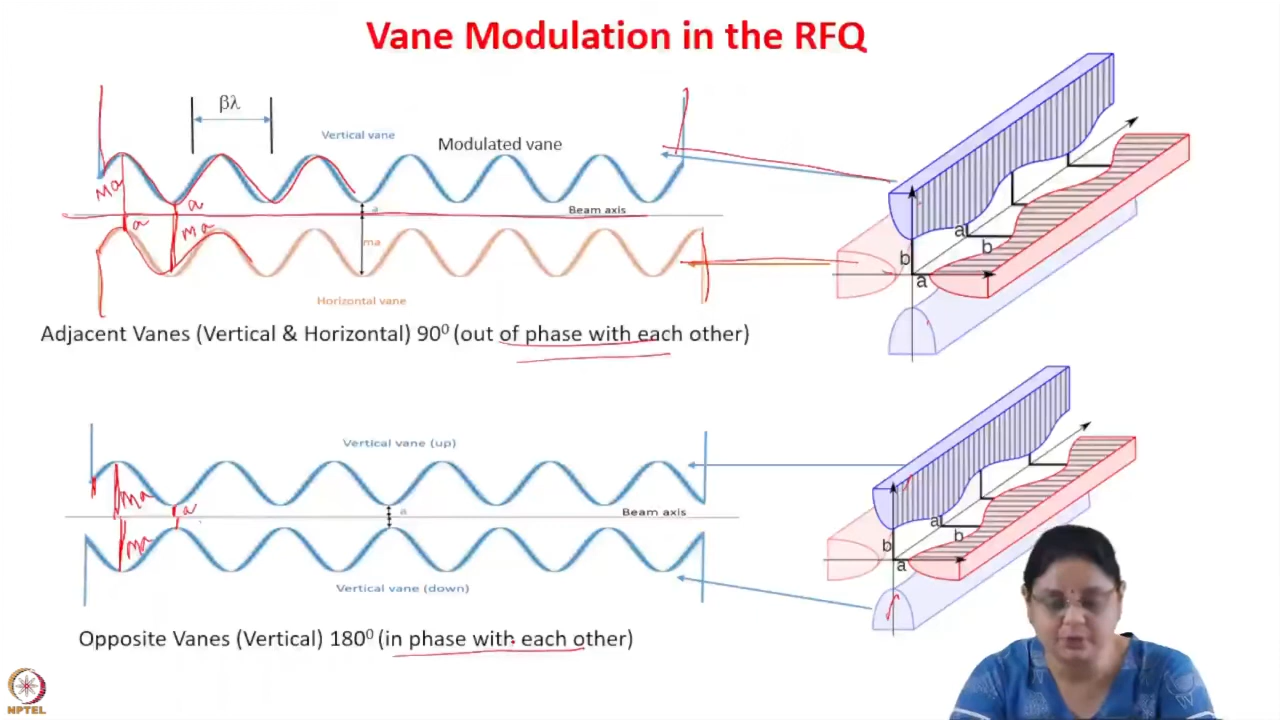 Vane Modulation in the RFQ
βλ
Vertical vane
Modulated vane
Ma
a
a
Beam axis
a
Ma
ma
Horizontal vane
a
b
b
a
Adjacent Vanes (Vertical & Horizontal) 90⁰ (out of phase with each other)
Vertical vane (up)
Ma
a
a
Beam axis
Ma
Vertical vane (down)
a
b
b
a
Opposite Vanes (Vertical) 180⁰ (in phase with each other)
NPTEL